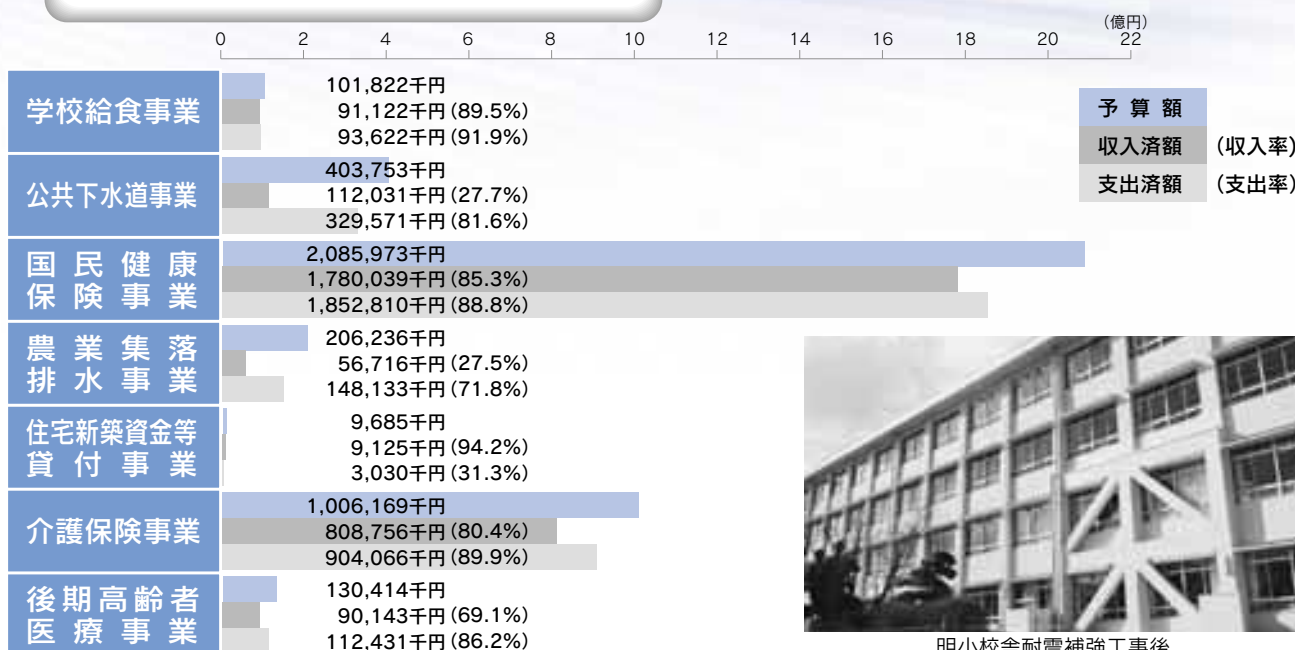 (億円)
0 2 4 6 8 10 12 14 16 18 20 22
学校給食事業
101,822千円
91,122千円(89.5%)
93,622千円(91.9%)
公共下水道事業
403,753千円
112,031千円(27.7%)
329,571千円(81.6%)
国民健康
保険事業
2,085,973千円
1,780,039千円(85.3%)
1,852,810千円(88.8%)
農業集落
排水事業
206,236千円
56,716千円(27.5%)
148,133千円(71.8%)
住宅新築資金等
貸付事業
9,685千円
9,125千円(94.2%)
3,030千円(31.3%)
介護保険事業
1,006,169千円
808,756千円(80.4%)
904,066千円(89.9%)
後期高齢者
医療事業
130,414千円
90,143千円(69.1%)
112,431千円(86.2%)
予算額
収入済額 (収入率)
支出済額 (支出率)
明小校舎耐震補強工事後